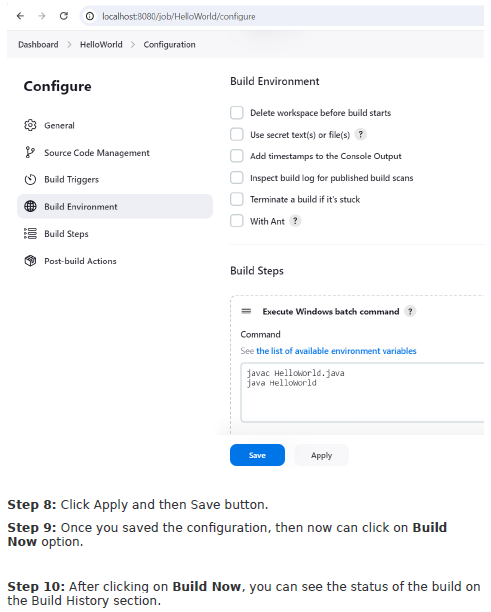 localhost:8080/job/HelloWorld/configure
Dashboard > HelloWorld > Configuration
Configure
General
Source Code Management
Build Triggers
Build Environment
Build Steps
Post-build Actions
Build Environment
Delete workspace before build starts
Use secret text(s) or file(s) ?
Add timestamps to the Console Output
Inspect build log for published build scans
Terminate a build if it's stuck
With Ant ?
Build Steps
Execute Windows batch command ?
Command
See the list of available environment variables
javac HelloWorld.java
java HelloWorld
Save
Apply
Step 8: Click Apply and then Save button.
Step 9: Once you saved the configuration, then now can click on Build
Now option.
Step 10: After clicking on Build Now, you can see the status of the build on
the Build History section.